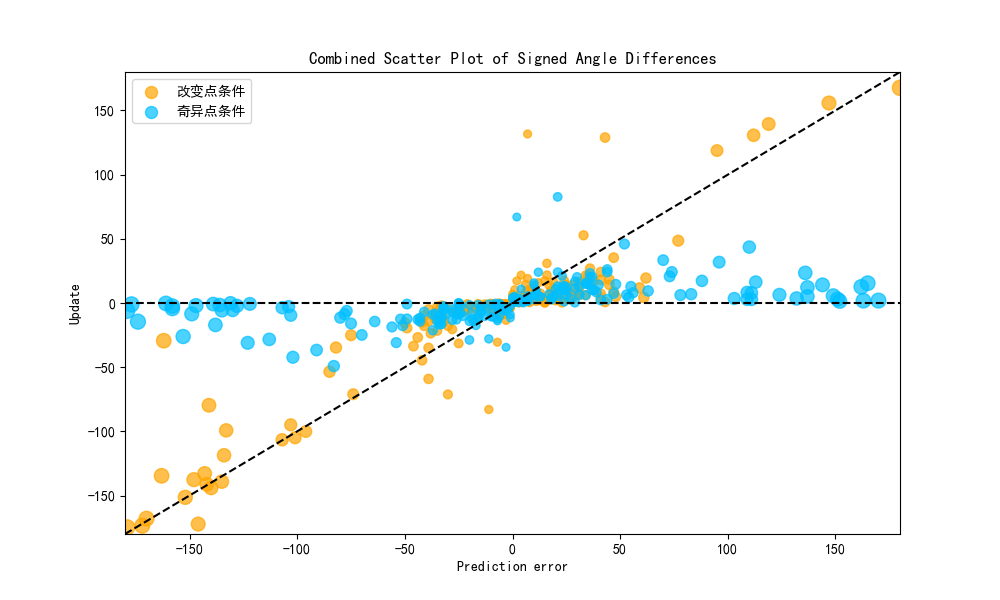 Combined Scatter Plot of Signed Angle Differences
改变点条件
奇异点条件
150
100
50
0
−50
−100
−150
Update
−150
−100
−50
0
50
100
150
Prediction error